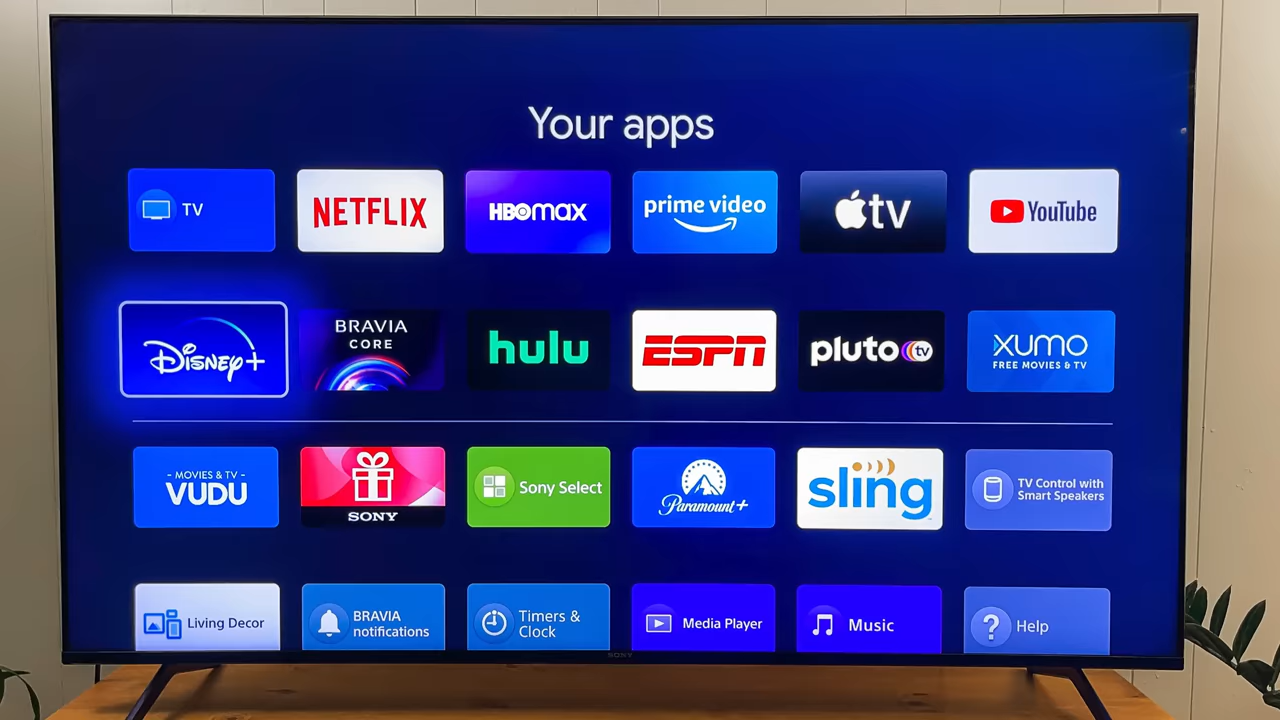 Your apps
TV
NETFLIX
HBOmax
prime video
tv
YouTube
Disney+
BRAVIA
CORE
hulu
ESPN
pluto tv
XUMO
FREE MOVIES & TV
- MOVIES & TV -
VUDU
SONY
Sony Select
Paramount+
sling
TV Control with
Smart Speakers
Living Decor
BRAVIA
notifications
Timers &
Clock
Media Player
Music
? Help
SONY